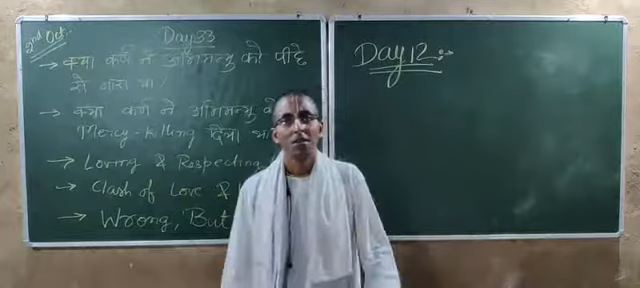 2nd Oct..
Day 33
→ क्या कर्ण ने अभिमन्यु को पीछे
से मारा था
→ क्या कर्ण ने अभिमन्यु
Mercy-killing दिया था
→ Loving & Respecting
→ Clash of Love &
→ Wrong, But
Day 12:→